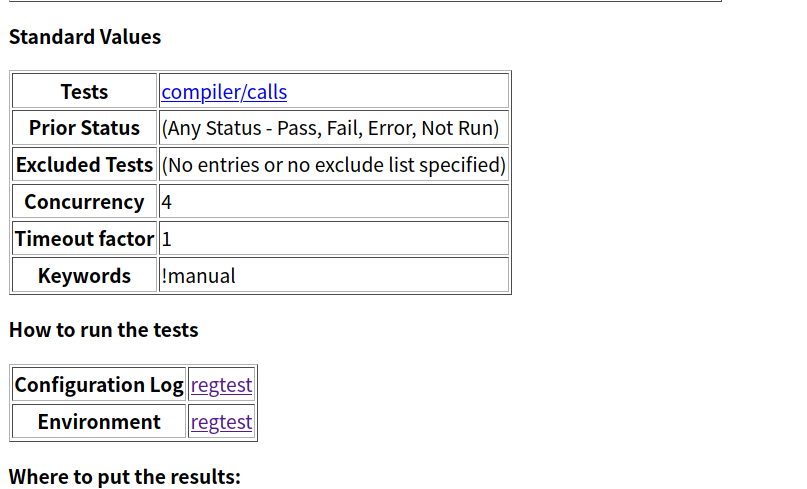 Standard Values
Tests compiler/calls
Prior Status (Any Status - Pass, Fail, Error, Not Run)
Excluded Tests (No entries or no exclude list specified)
Concurrency 4
Timeout factor 1
Keywords !manual
How to run the tests
Configuration Log regtest
Environment regtest
Where to put the results: